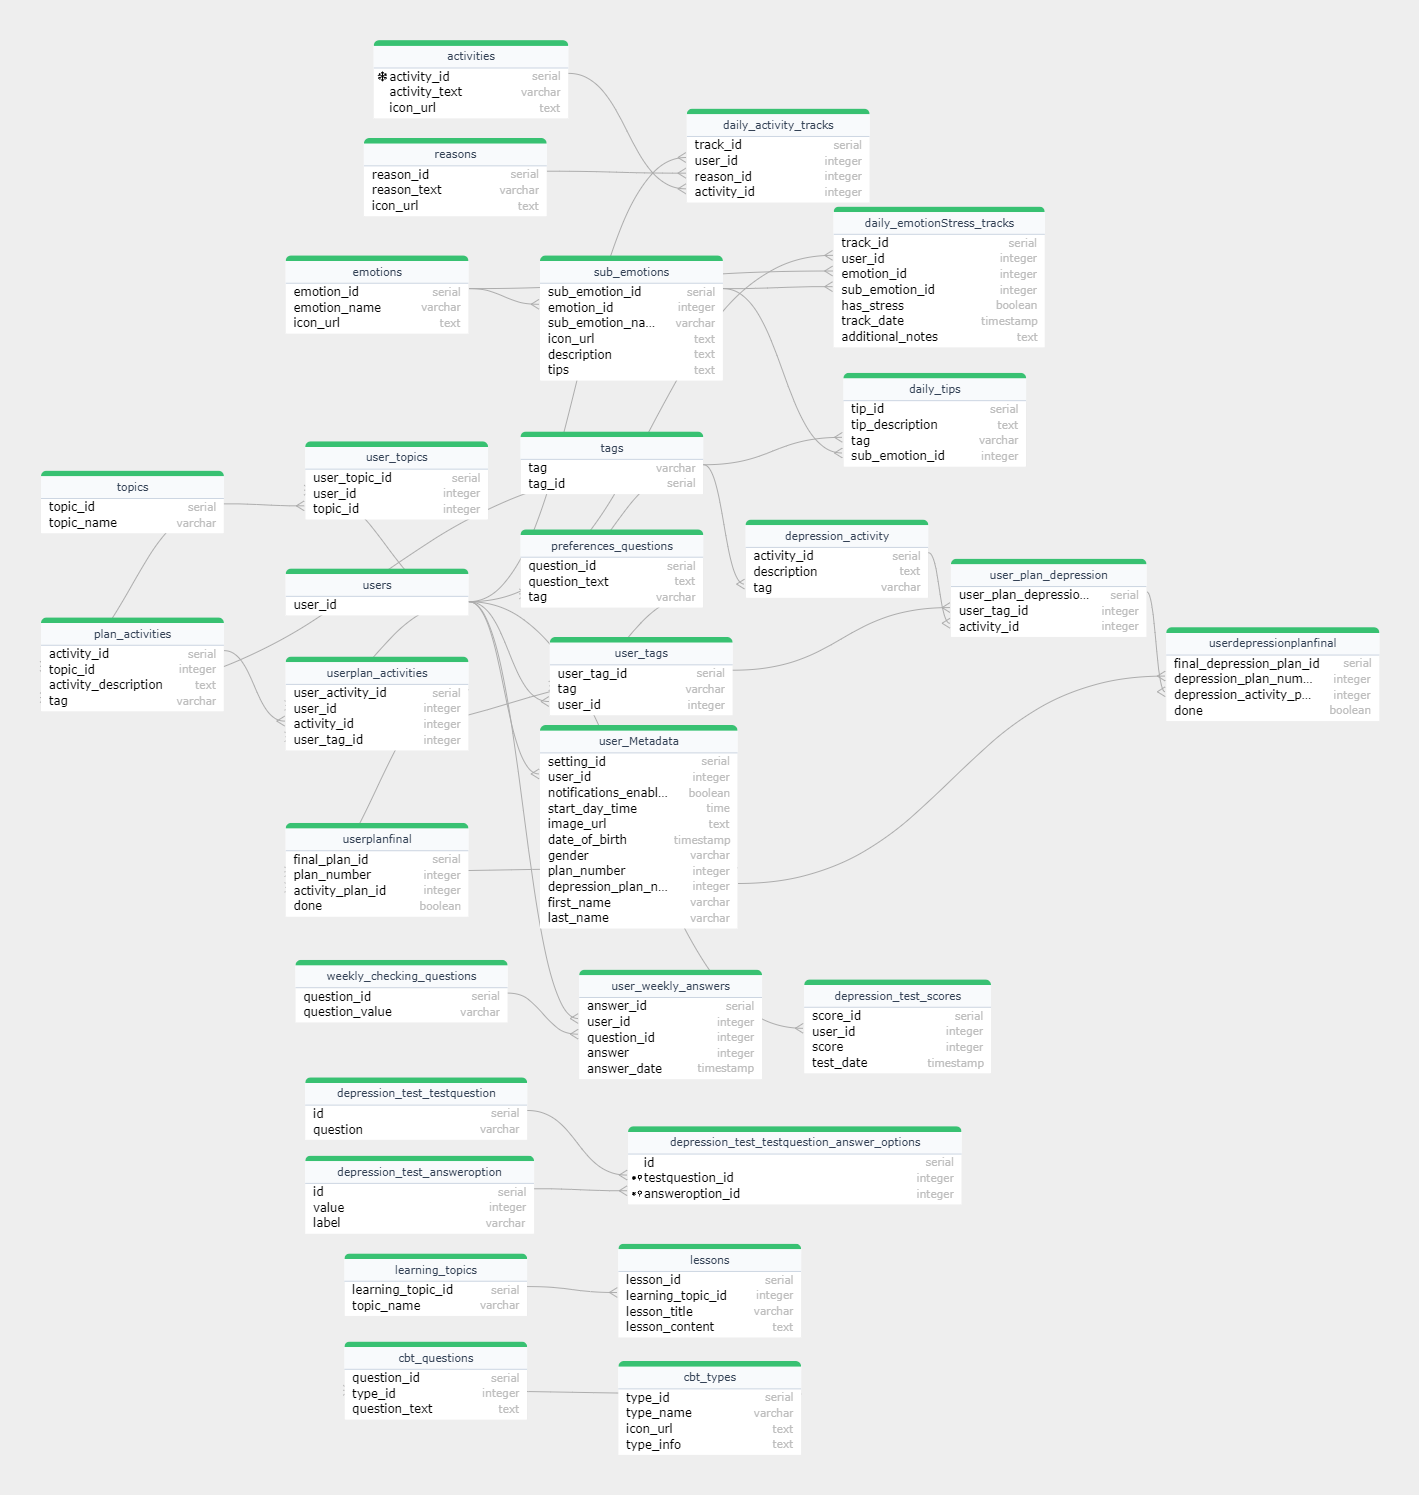 activities
activity_id serial
activity_text varchar
icon_url text
daily_activity_tracks
track_id serial
user_id integer
reason_id integer
activity_id integer
reasons
reason_id serial
reason_text varchar
icon_url text
daily_emotionStress_tracks
track_id serial
user_id integer
emotion_id integer
sub_emotion_id integer
has_stress boolean
track_date timestamp
additional_notes text
emotions
emotion_id serial
emotion_name varchar
icon_url text
sub_emotions
sub_emotion_id serial
emotion_id integer
sub_emotion_na... varchar
icon_url text
description text
tips text
daily_tips
tip_id serial
tip_description text
tag varchar
sub_emotion_id integer
user_topics
user_topic_id serial
user_id integer
topic_id integer
tags
tag varchar
tag_id serial
topics
topic_id serial
topic_name varchar
preferences_questions
question_id serial
question_text text
tag varchar
depression_activity
activity_id serial
description text
tag varchar
users
user_id
user_plan_depression
user_plan_depressio... serial
user_tag_id integer
activity_id integer
plan_activities
activity_id serial
topic_id integer
activity_description text
tag varchar
userdepressionplanfinal
final_depression_plan_id serial
depression_plan_num... integer
depression_activity_p... integer
done boolean
userplan_activities
user_activity_id serial
user_id integer
activity_id integer
user_tag_id integer
user_tags
user_tag_id serial
tag varchar
user_id integer
user_Metadata
setting_id serial
user_id integer
notifications_enabl... boolean
start_day_time time
image_url text
date_of_birth timestamp
gender varchar
plan_number integer
depression_plan_n... integer
first_name varchar
last_name varchar
userplanfinal
final_plan_id serial
plan_number integer
activity_plan_id integer
done boolean
weekly_checking_questions
question_id serial
question_value varchar
user_weekly_answers
answer_id serial
user_id integer
question_id integer
answer integer
answer_date timestamp
depression_test_scores
score_id serial
user_id integer
score integer
test_date timestamp
depression_test_testquestion
id serial
question varchar
depression_test_testquestion_answer_options
id serial
testquestion_id integer
answeroption_id integer
depression_test_answeroption
id serial
value integer
label varchar
learning_topics
learning_topic_id serial
topic_name varchar
lessons
lesson_id serial
learning_topic_id integer
lesson_title varchar
lesson_content text
cbt_questions
question_id serial
type_id integer
question_text text
cbt_types
type_id serial
type_name varchar
icon_url text
type_info text